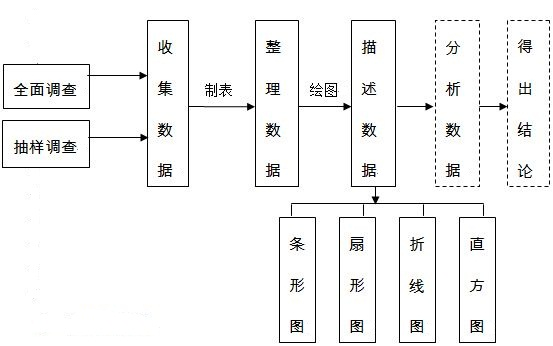 全面调查
抽样调查
收集数据
制表
整理数据
绘图
描述数据
分析数据
得出结论
条形图
扇形图
折线图
直方图